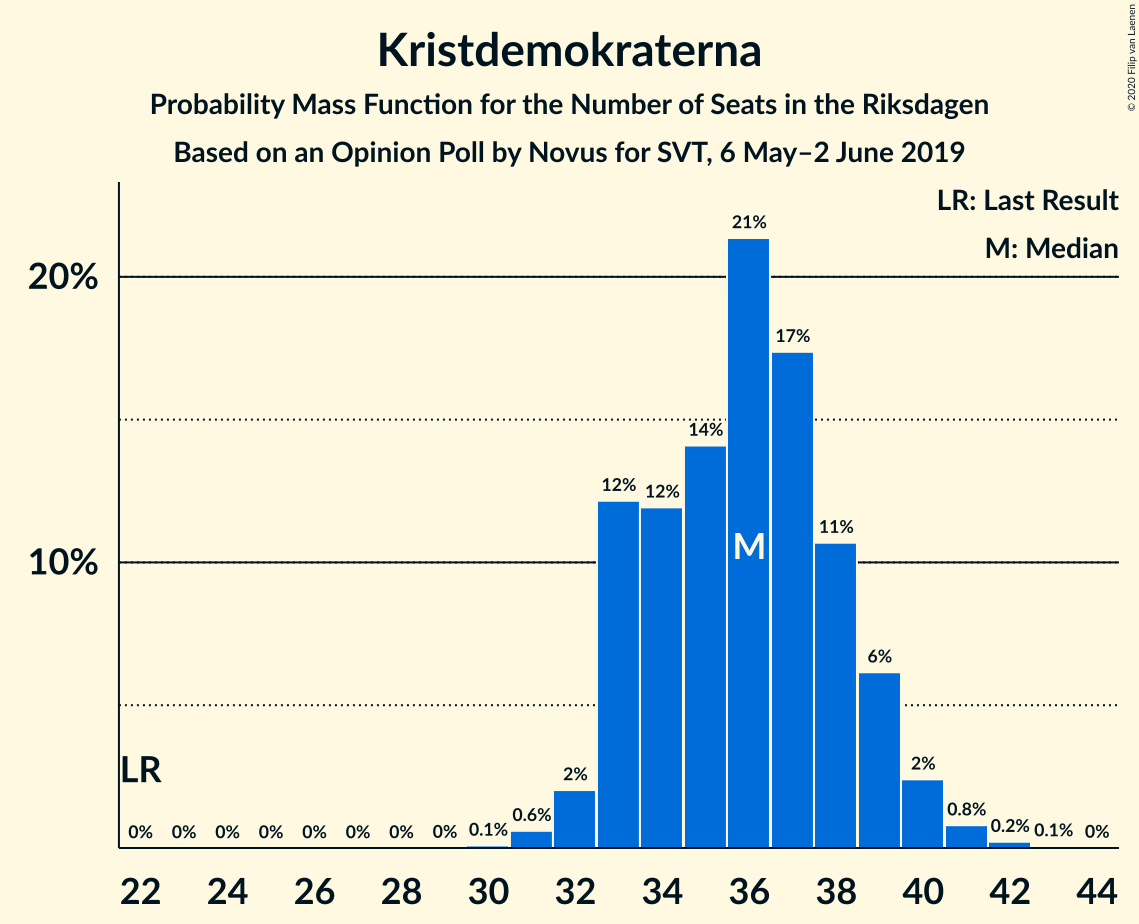 Kristdemokraterna
Probability Mass Function for the Number of Seats in the Riksdagen
Based on an Opinion Poll by Novus for SVT, 6 May–2 June 2019
© 2020 Filip van Laenen
LR: Last Result
M: Median
20%
10%
LR
M
0% 0% 0% 0% 0% 0% 0% 0% 0.1% 0.6% 2% 12% 12% 14% 21% 17% 11% 6% 2% 0.8% 0.2% 0.1% 0%
22 24 26 28 30 32 34 36 38 40 42 44